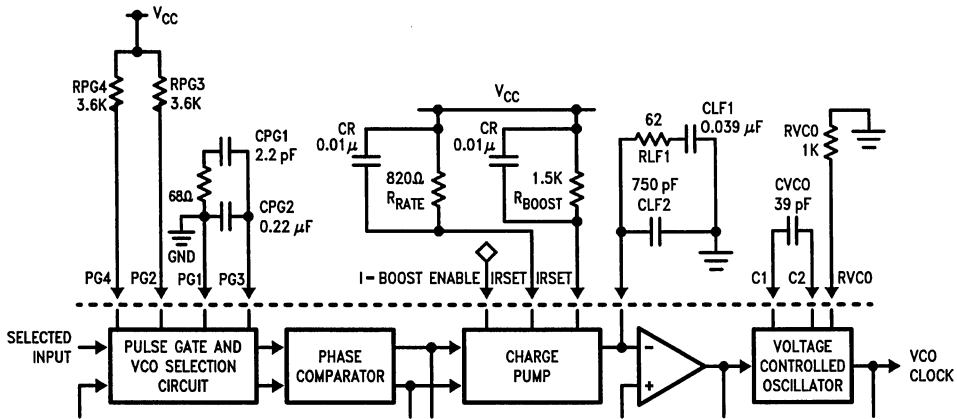 VCC
RPG4
3.6K
RPG3
3.6K
CPG1
2.2 pF
68Ω
CPG2
0.22 μF
GND
VCC
CR
0.01μ
820Ω
RRATE
CR
0.01μ
1.5K
RBOOST
62
RLF1
CLF1
0.039 μF
750 pF
CLF2
RVCO
1K
CVCO
39 pF
PG4
PG2
PG1
PG3
I-BOOST ENABLE
IRSET
IRSET
C1
C2
RVCO
SELECTED
INPUT
PULSE GATE AND
VCO SELECTION
CIRCUIT
PHASE
COMPARATOR
CHARGE
PUMP
−
+
VOLTAGE
CONTROLLED
OSCILLATOR
VCO
CLOCK